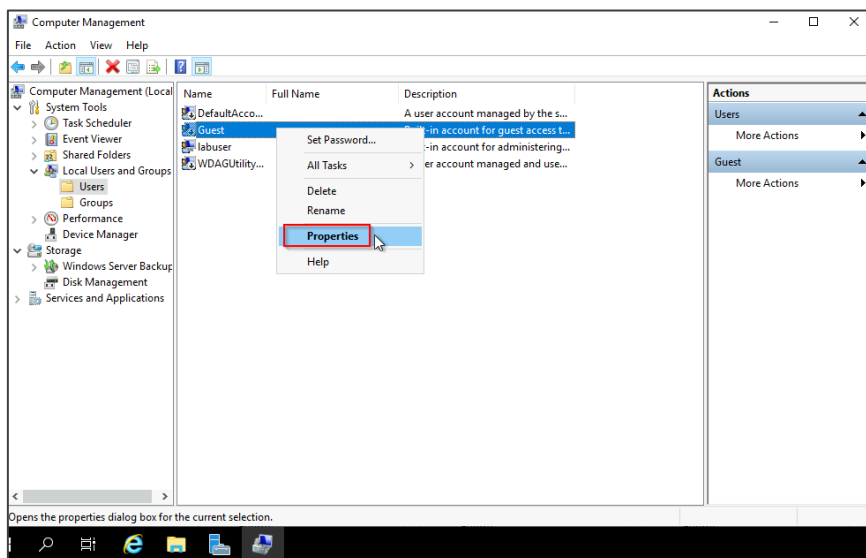 Computer Management
File Action View Help
Computer Management (Local
System Tools
Task Scheduler
Event Viewer
Shared Folders
Local Users and Groups
Users
Groups
Performance
Device Manager
Storage
Windows Server Backup
Disk Management
Services and Applications
Name Full Name Description
DefaultAcco... A user account managed by the s...
Guest -in account for guest access t...
labuser -in account for administering...
WDAGUtility... er account managed and use...
Set Password...
All Tasks
Delete
Rename
Properties
Help
Actions
Users
More Actions
Guest
More Actions
Opens the properties dialog box for the current selection.